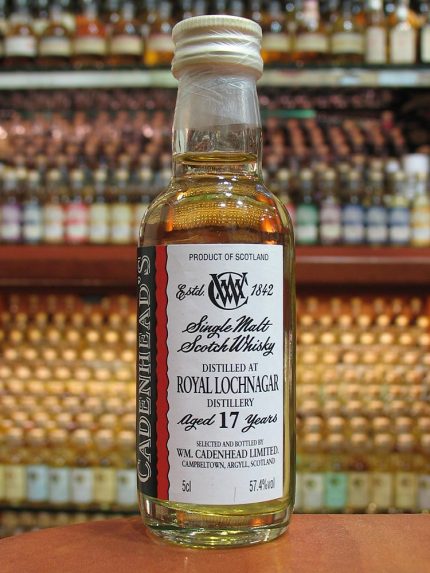 PRODUCT OF SCOTLAND
Estd. WC 1842
Single Malt
Scotch Whisky
DISTILLED AT
ROYAL LOCHNAGAR
DISTILLERY
Aged 17 Years
SELECTED AND BOTTLED BY
WM. CADENHEAD LIMITED.
CAMPBELTOWN, ARGYLL, SCOTLAND
5cl 57.4%vol
CADENHEAD'S